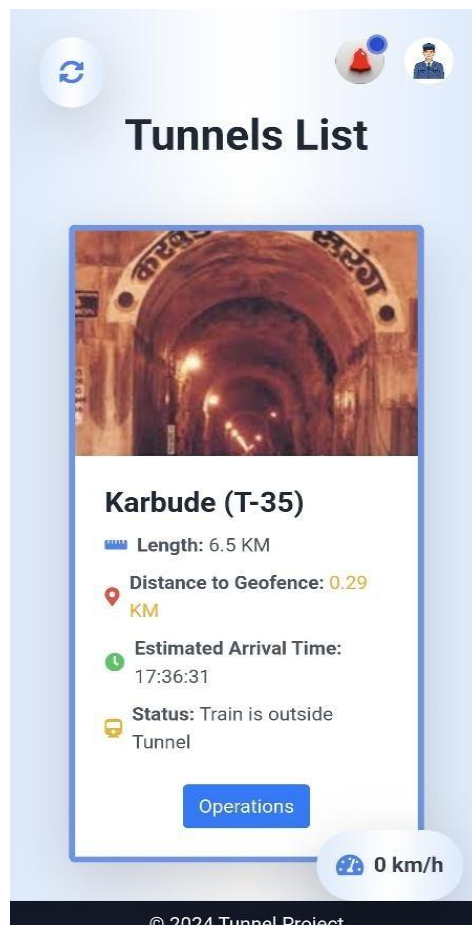 Tunnels List
Karbude (T-35)
Length: 6.5 KM
Distance to Geofence: 0.29
KM
Estimated Arrival Time:
17:36:31
Status: Train is outside
Tunnel
Operations
0 km/h
© 2024 Tunnel Project